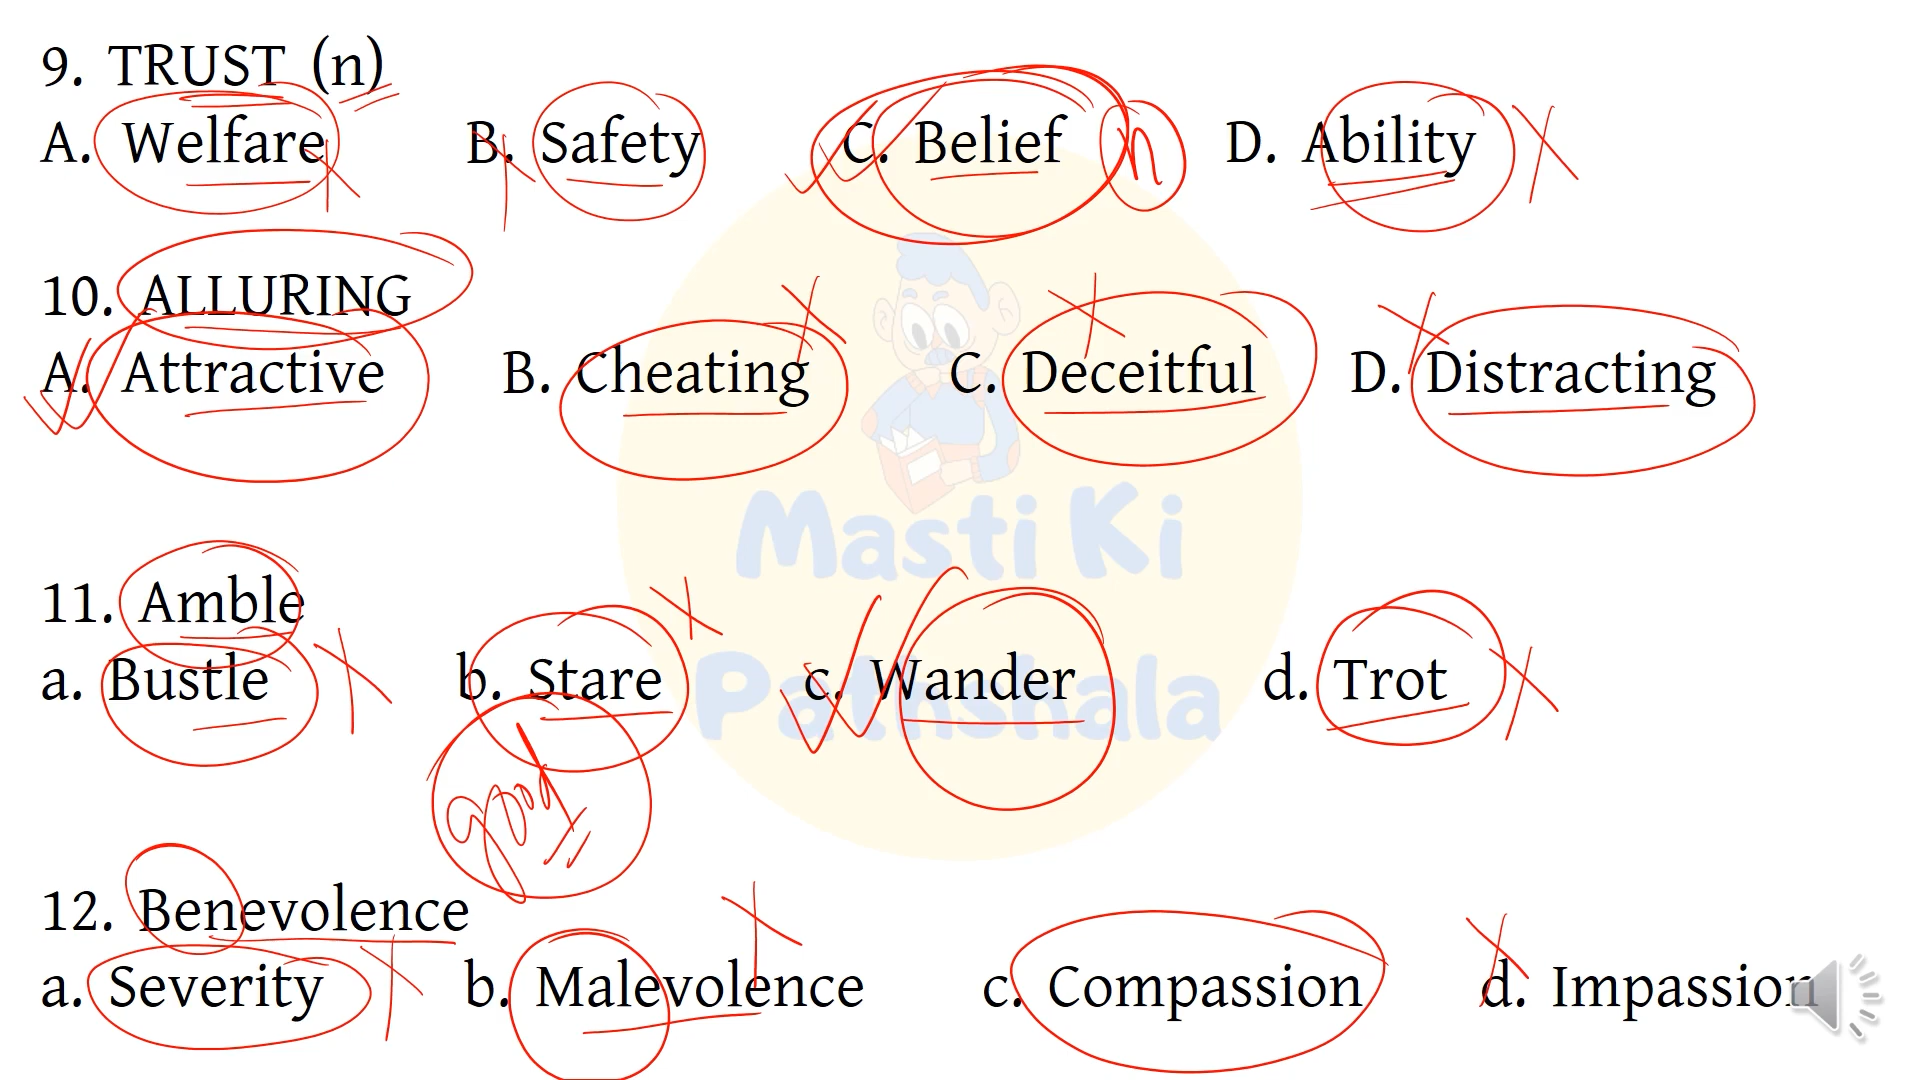 9. TRUST (n)
A. Welfare B. Safety C. Belief n D. Ability
10. ALLURING
A. Attractive B. Cheating C. Deceitful D. Distracting
Masti Ki
11. Amble
a. Bustle b. Stare c. Wander d. Trot
Pathshala
good
12. Benevolence
a. Severity b. Malevolence c. Compassion d. Impassion